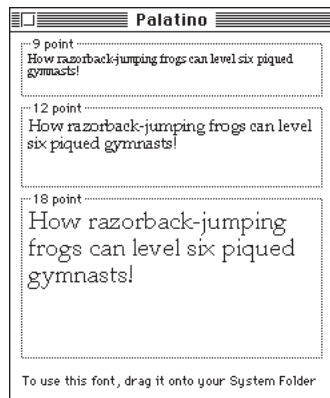 Palatino
9 point
How razorback-jumping frogs can level six piqued
gymnasts!
12 point
How razorback-jumping frogs can level
six piqued gymnasts!
18 point
How razorback-jumping
frogs can level six piqued
gymnasts!
To use this font, drag it onto your System Folder